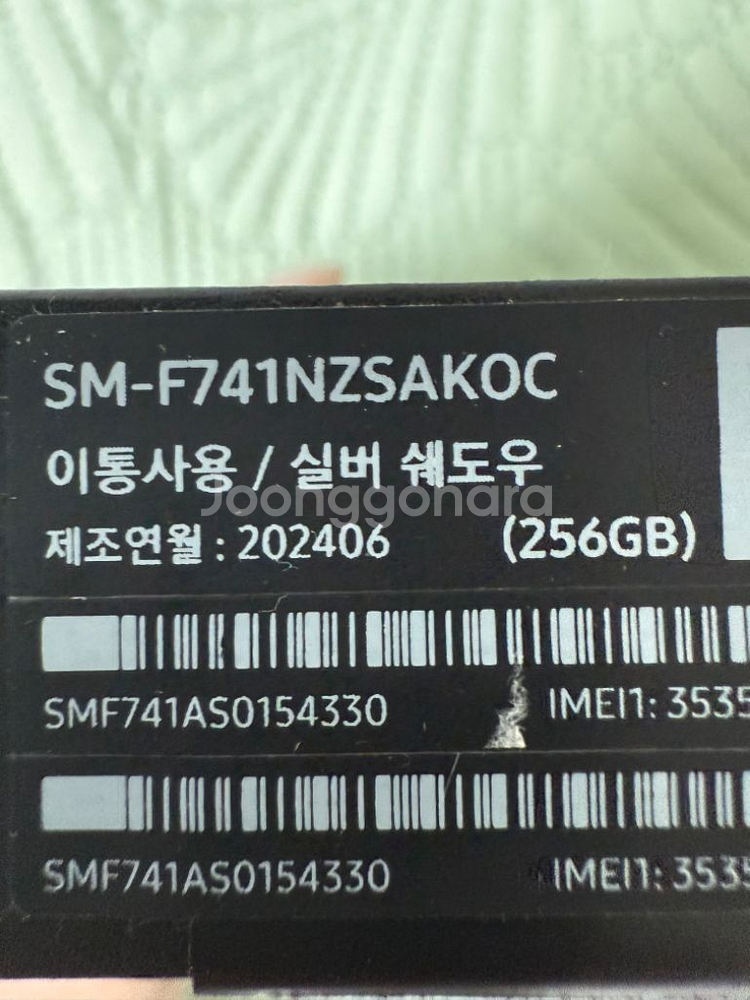 SM-F741NZSAKOC
이통사용 / 실버 쉐도우
Joonggonara
제조연월 : 202406 (256GB)
SMF741AS0154330 IMEI1: 3535
SMF741AS0154330 IMEI1: 3535